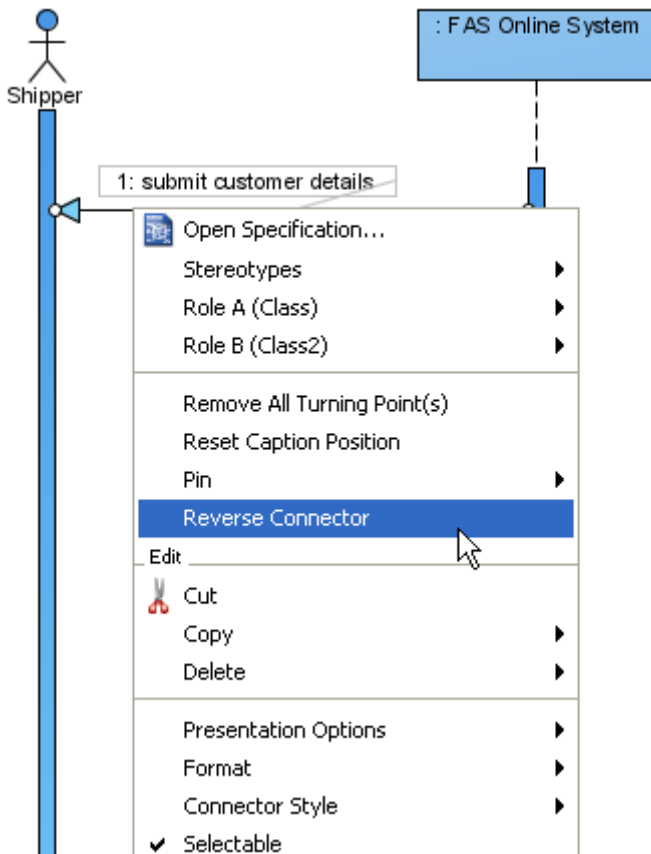 : FAS Online System
Shipper
1: submit customer details
Open Specification...
Stereotypes
Role A (Class)
Role B (Class2)
Remove All Turning Point(s)
Reset Caption Position
Pin
Reverse Connector
Edit
Cut
Copy
Delete
Presentation Options
Format
Connector Style
Selectable